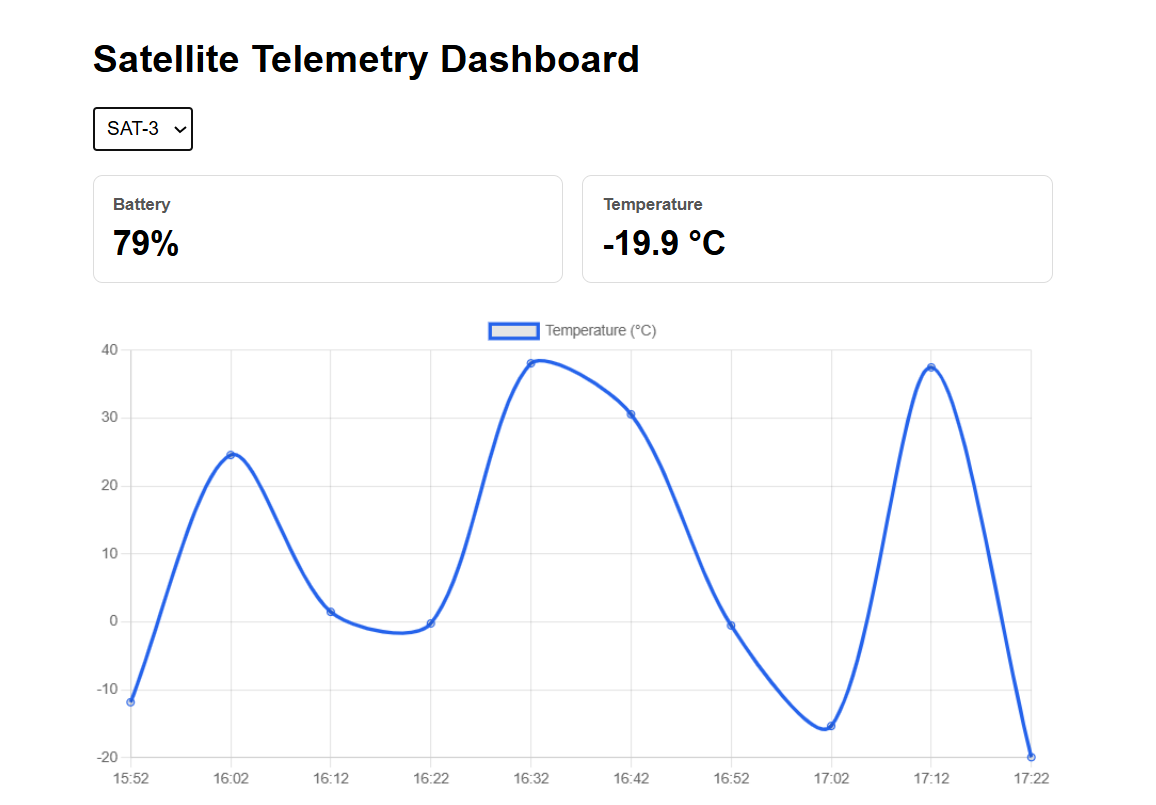 Satellite Telemetry Dashboard
SAT-3
Battery
79%
Temperature
-19.9 °C
Temperature (°C)
40
30
20
10
0
-10
-20
15:52 16:02 16:12 16:22 16:32 16:42 16:52 17:02 17:12 17:22